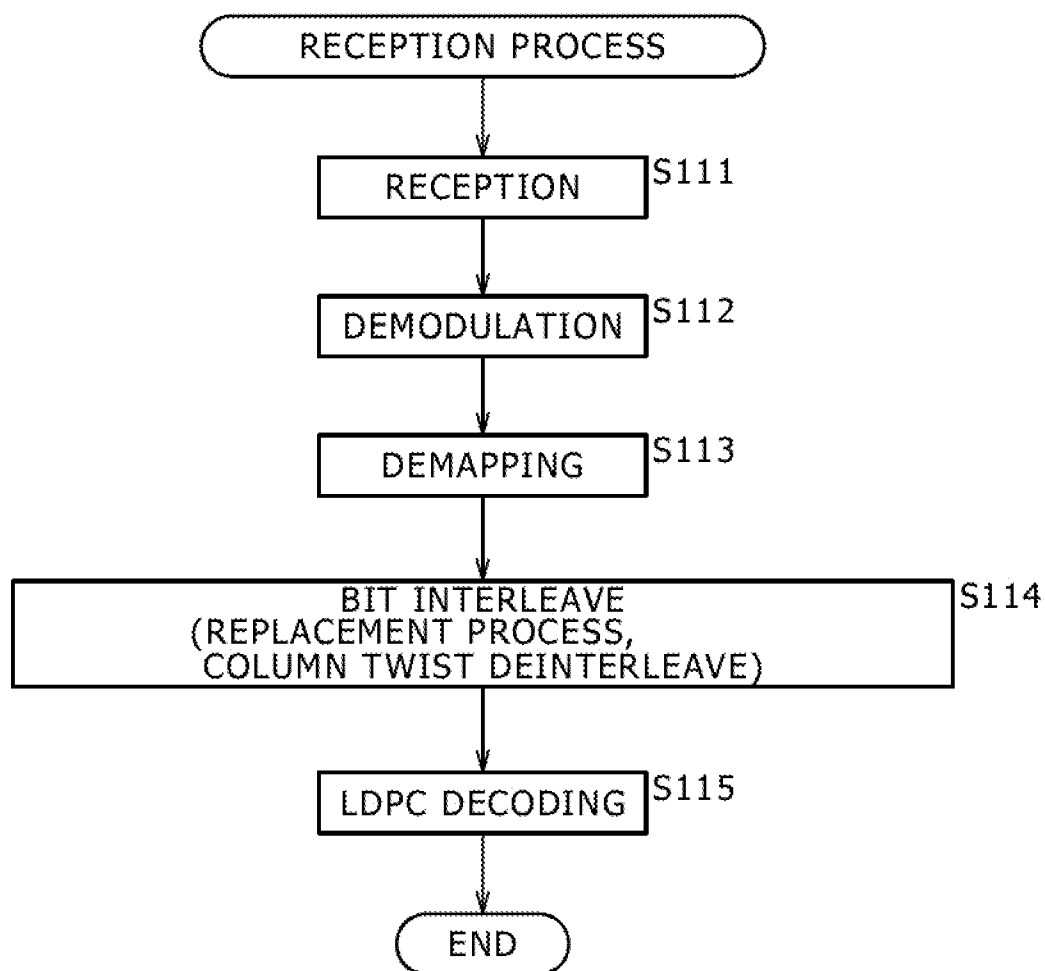 RECEPTION PROCESS
RECEPTION
S111
DEMODULATION
S112
DEMAPPING
S113
BIT INTERLEAVE
(REPLACEMENT PROCESS,
COLUMN TWIST DEINTERLEAVE)
S114
LDPC DECODING
S115
END